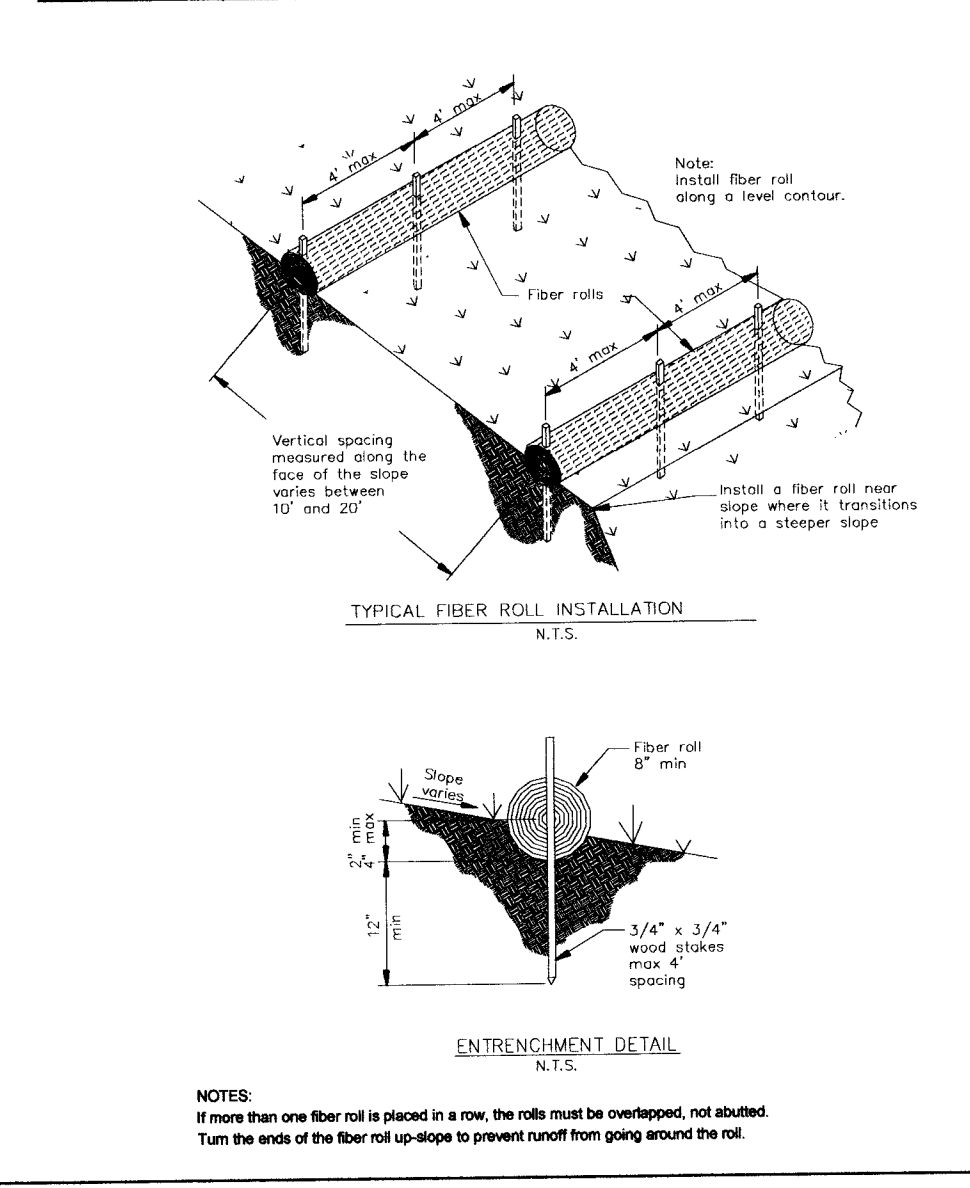 4' max
4' max
Note:
Install fiber roll
along a level contour.
Fiber rolls
4' max
4' max
Vertical spacing
measured along the
face of the slope
varies between
10' and 20'
Install a fiber roll near
slope where it transitions
into a steeper slope
TYPICAL FIBER ROLL INSTALLATION
N.T.S.
Fiber roll
8" min
Slope
varies
2" min
4" max
12"
min
3/4" x 3/4"
wood stakes
max 4'
spacing
ENTRENCHMENT DETAIL
N.T.S.
NOTES:
If more than one fiber roll is placed in a row, the rolls must be overlapped, not abutted.
Turn the ends of the fiber roll up-slope to prevent runoff from going around the roll.